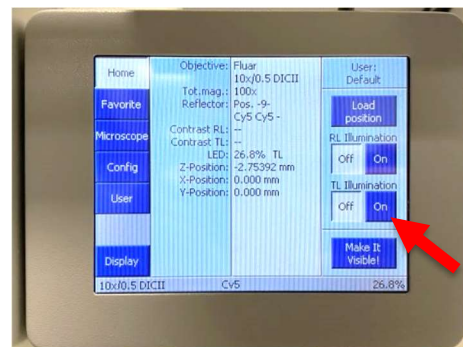 Home
Favorite
Microscope
Config
User
Display
Objective: Fluar
10x/0.5 DICII
Tot.mag.: 100x
Reflector: Pos. -9-
Cy5 Cy5 -
Contrast RL: --
Contrast TL: --
LED: 26.8% TL
Z-Position: -2.75392 mm
X-Position: 0.000 mm
Y-Position: 0.000 mm
User:
Default
Load
position
RL Illumination
Off On
TL Illumination
Off On
Make It
Visible!
10x/0.5 DICII Cy5 26.8%